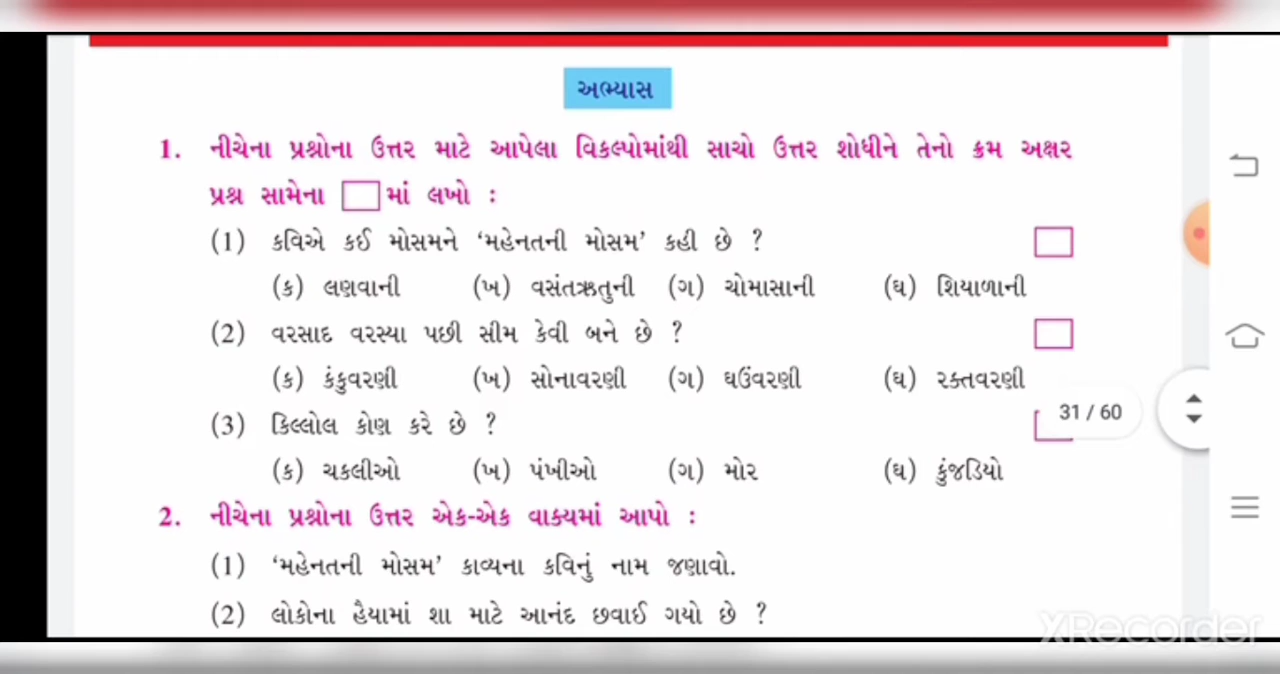 અભ્યાસ
1. નીચેના પ્રશ્નોના ઉત્તર માટે આપેલા વિકલ્પોમાંથી સાચો ઉત્તર શોધીને તેનો ક્રમ અક્ષર
પ્રશ્ન સામેના માં લખો :
(1) કવિએ કઈ મોસમને ‘મહેનતની મોસમ’ કહી છે ?
(ક) લણવાની (ખ) વસંતઋતુની (ગ) ચોમાસાની (ઘ) શિયાળાની
(2) વરસાદ વરસ્યા પછી સીમ કેવી બને છે ?
(ક) કંકુવરણી (ખ) સોનાવરણી (ગ) ઘઉંવરણી (ઘ) રક્તવરણી
31 / 60
(3) કિલ્લોલ કોણ કરે છે ?
(ક) ચકલીઓ (ખ) પંખીઓ (ગ) મોર (ઘ) કુંજડિયો
2. નીચેના પ્રશ્નોના ઉત્તર એક-એક વાક્યમાં આપો :
(1) ‘મહેનતની મોસમ’ કાવ્યના કવિનું નામ જણાવો.
(2) લોકોના હૈયામાં શા માટે આનંદ છવાઈ ગયો છે ?
XRecorder